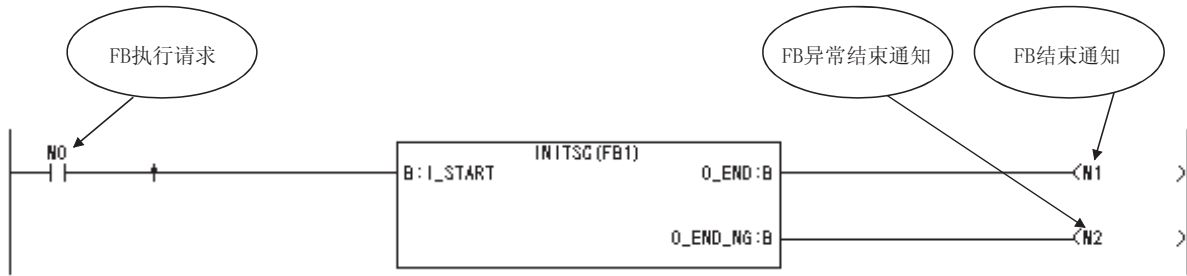 FB执行请求
FB异常结束通知
FB结束通知
N0
INITSC(FB1)
B:I_START
O_END:B
N1
O_END_NG:B
N2